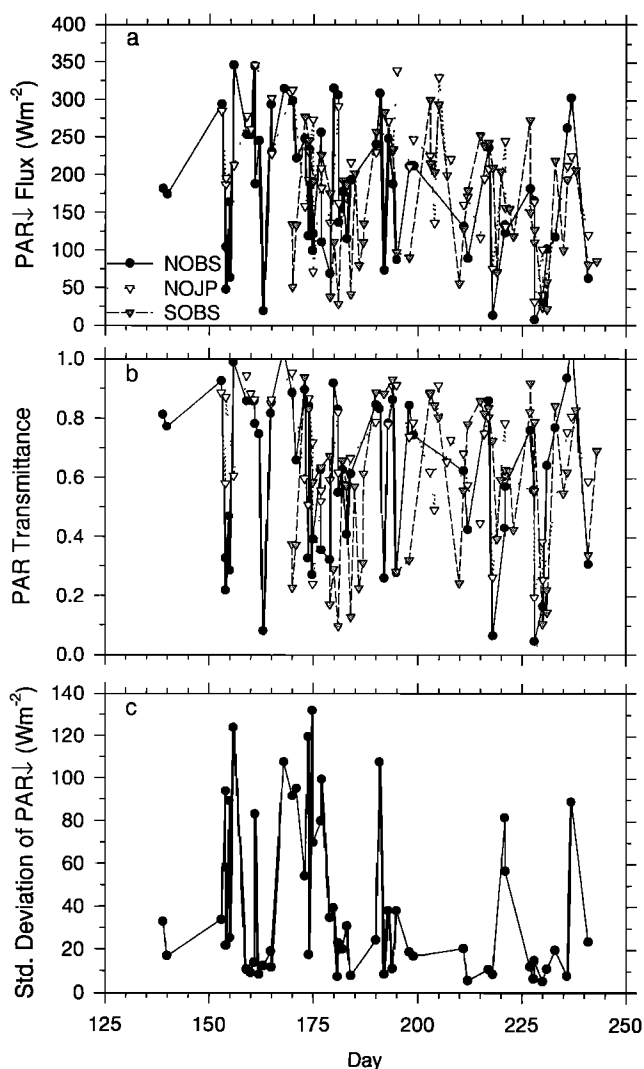 a
400
350
300
250
200
150
100
50
0
PAR↓ Flux (Wm-2)
NOBS
NOJP
SOBS
b
1.0
0.8
0.6
0.4
0.2
0.0
PAR Transmittance
c
140
120
100
80
60
40
20
0
Std. Deviation of PAR↓ (Wm-2)
125 150 175 200 225 250
Day